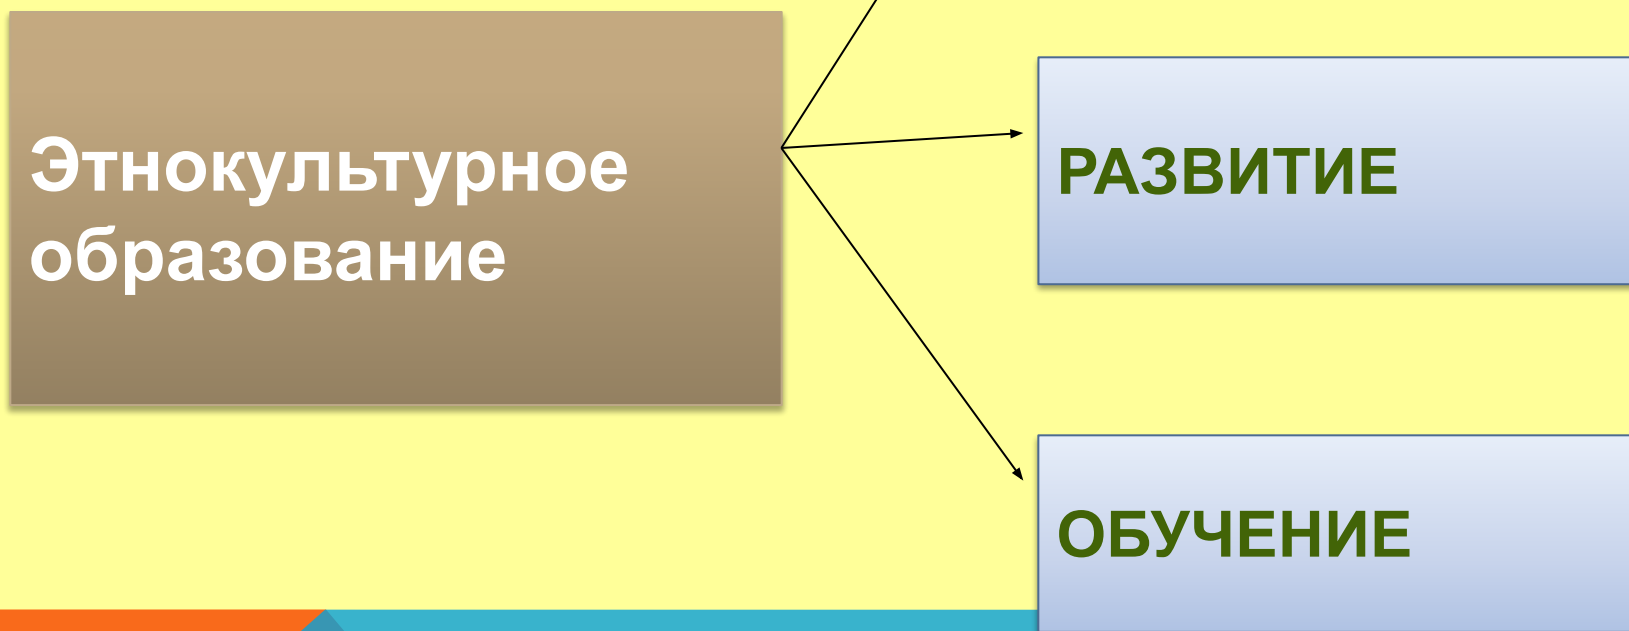 Этнокультурное
образование
РАЗВИТИЕ
ОБУЧЕНИЕ